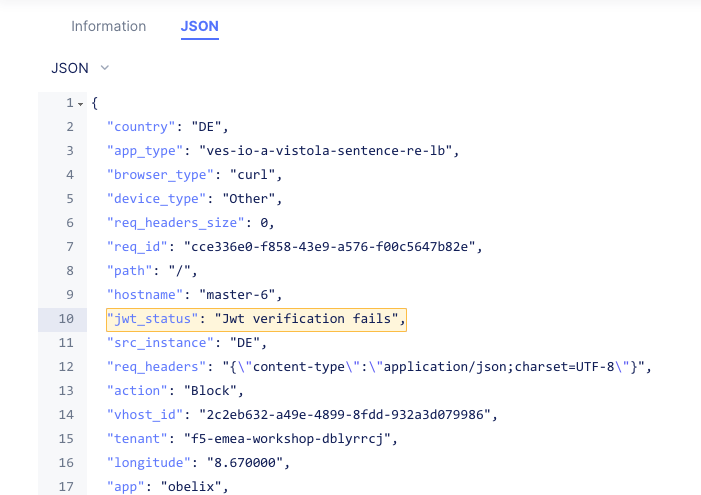 Information JSON
JSON
1 {
2 "country": "DE",
3 "app_type": "ves-io-a-vistola-sentence-re-lb",
4 "browser_type": "curl",
5 "device_type": "Other",
6 "req_headers_size": 0,
7 "req_id": "cce336e0-f858-43e9-a576-f00c5647b82e",
8 "path": "/",
9 "hostname": "master-6",
10 "jwt_status": "Jwt verification fails",
11 "src_instance": "DE",
12 "req_headers": "{\"content-type\":\"application/json;charset=UTF-8\"}",
13 "action": "Block",
14 "vhost_id": "2c2eb632-a49e-4899-8fdd-932a3d079986",
15 "tenant": "f5-emea-workshop-dblyrrcj",
16 "longitude": "8.670000",
17 "app": "obelix",